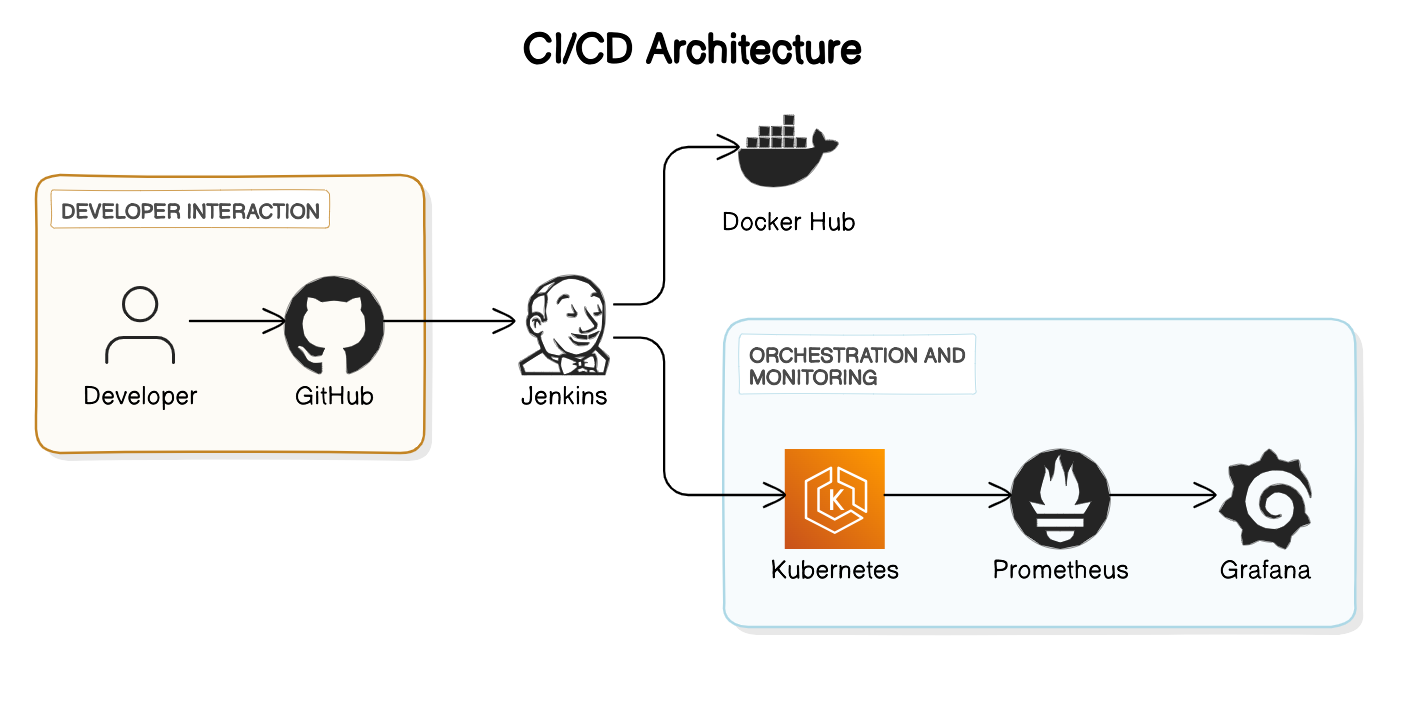 CI/CD Architecture
Docker Hub
DEVELOPER INTERACTION
Developer
GitHub
Jenkins
ORCHESTRATION AND
MONITORING
K
Kubernetes
Prometheus
Grafana